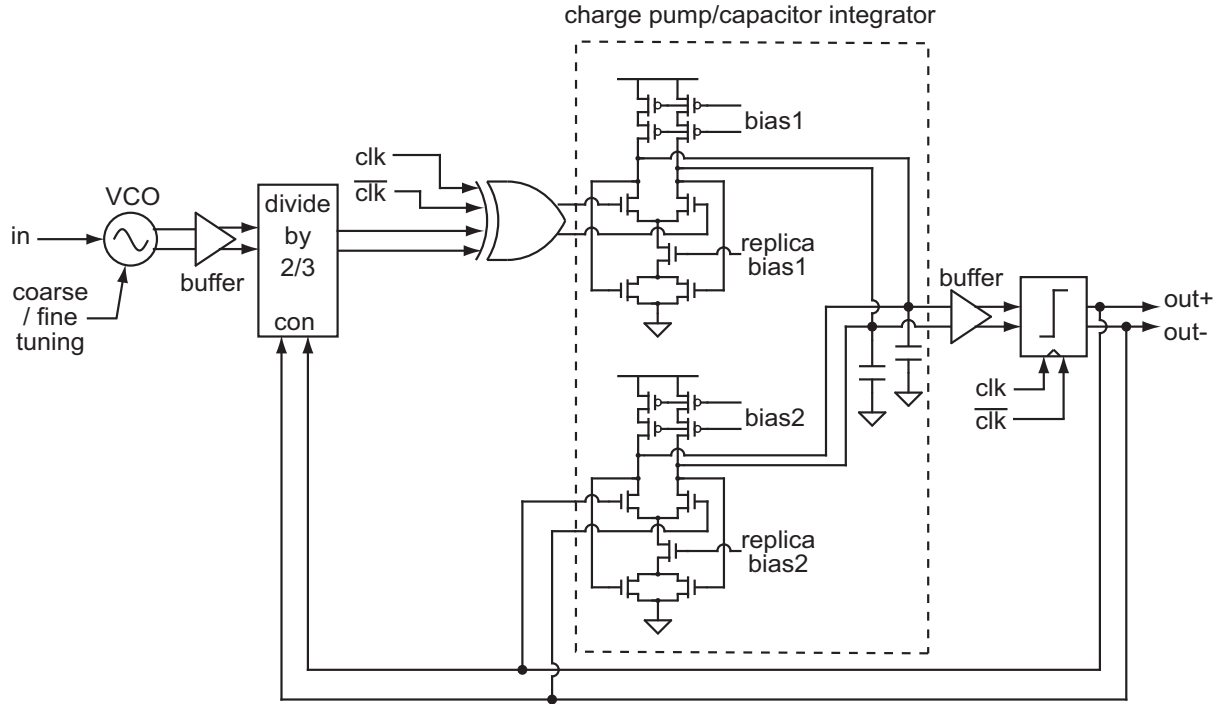 charge pump/capacitor integrator
bias1
clk
clk
VCO
divide
by
2/3
in
buffer
replica
bias1
coarse
/ fine
tuning
con
buffer
out+
out-
clk
clk
bias2
replica
bias2